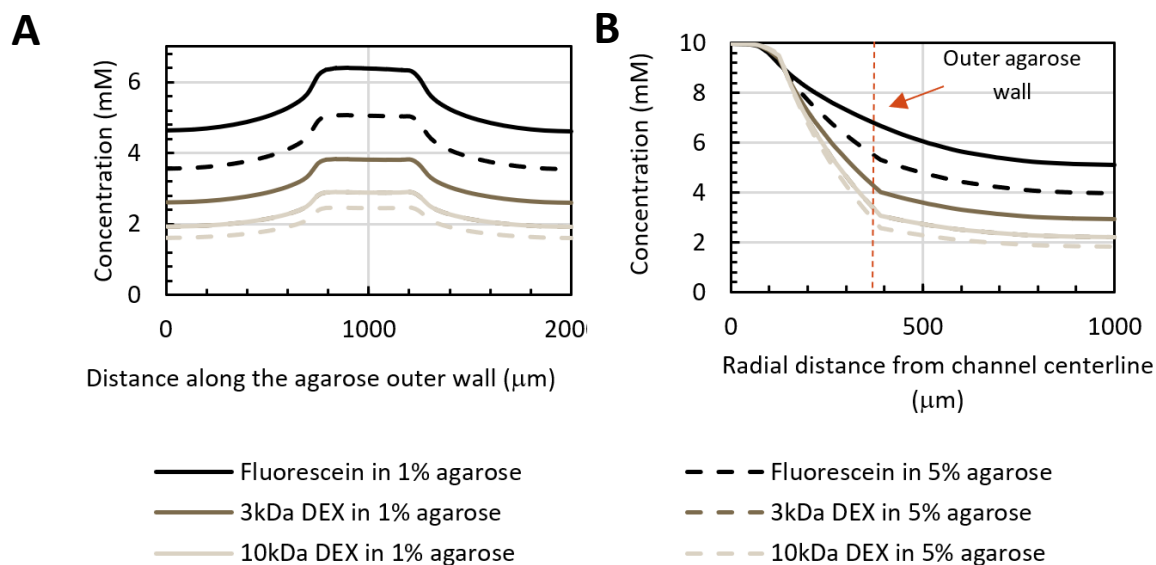 A
B
Concentration (mM)
6
4
2
0
0
1000
200
Distance along the agarose outer wall (μm)
Concentration (mM)
10
8
6
4
2
0
0
500
1000
Outer agarose
wall
Radial distance from channel centerline
(μm)
Fluorescein in 1% agarose
3kDa DEX in 1% agarose
10kDa DEX in 1% agarose
Fluorescein in 5% agarose
3kDa DEX in 5% agarose
10kDa DEX in 5% agarose